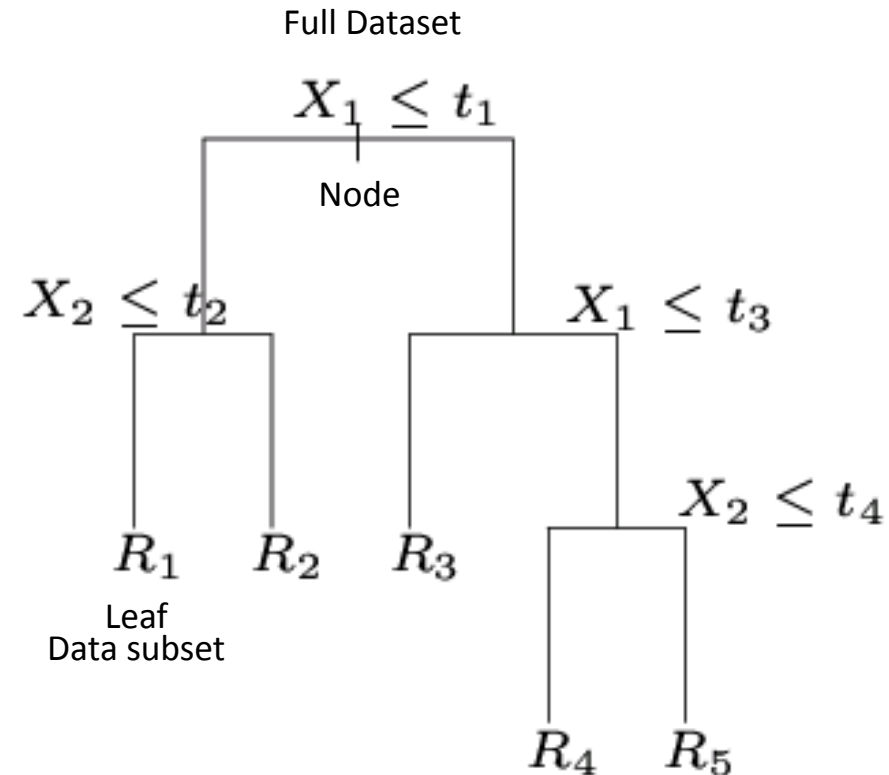 Full Dataset
X₁ ≤ t₁
Node
X₂ ≤ t₂
X₁ ≤ t₃
X₂ ≤ t₄
R₁
R₂
R₃
Leaf
Data subset
R₄
R₅